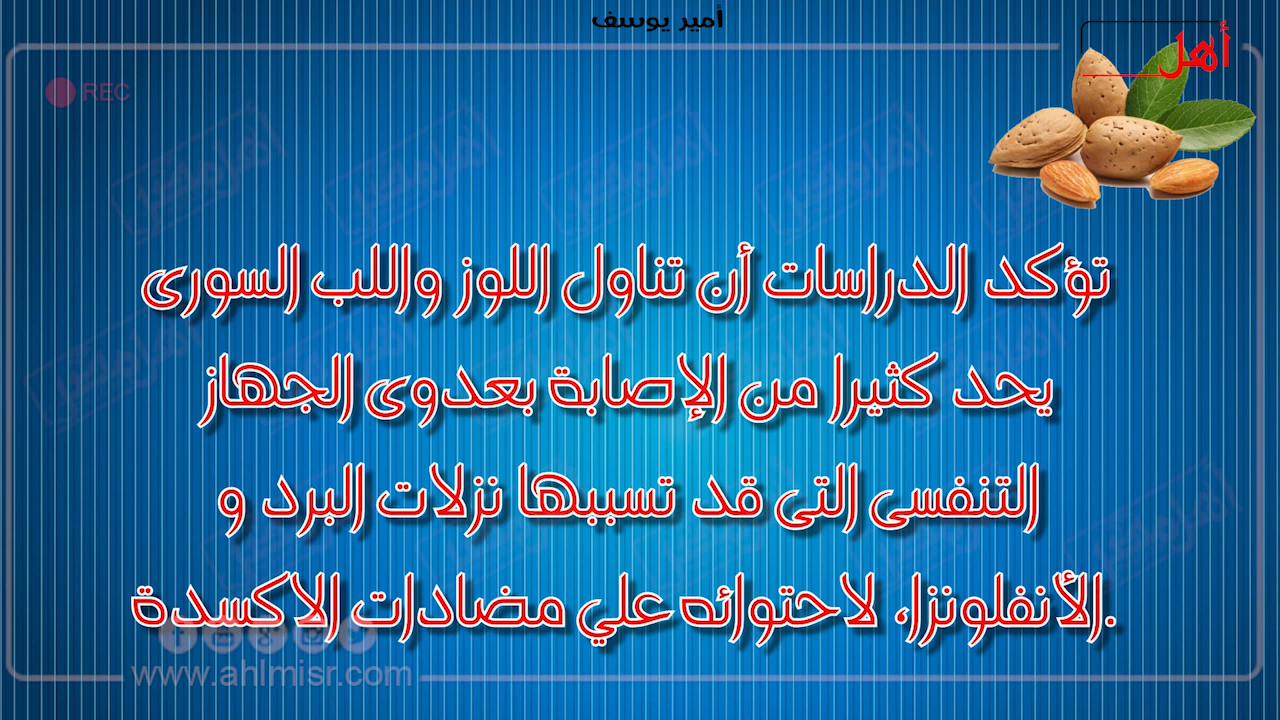 أمير يوسف
أهل
REC
تؤكد الدراسات أن تناول اللوز واللب السورى
يحد كثيرا من الإصابة بعدوى الجهاز
التنفسى التى قد تسببها نزلات البرد و
الأنفلونزا، لاحتوائه علي مضادات الاكسدة.
www.ahlmisr.com